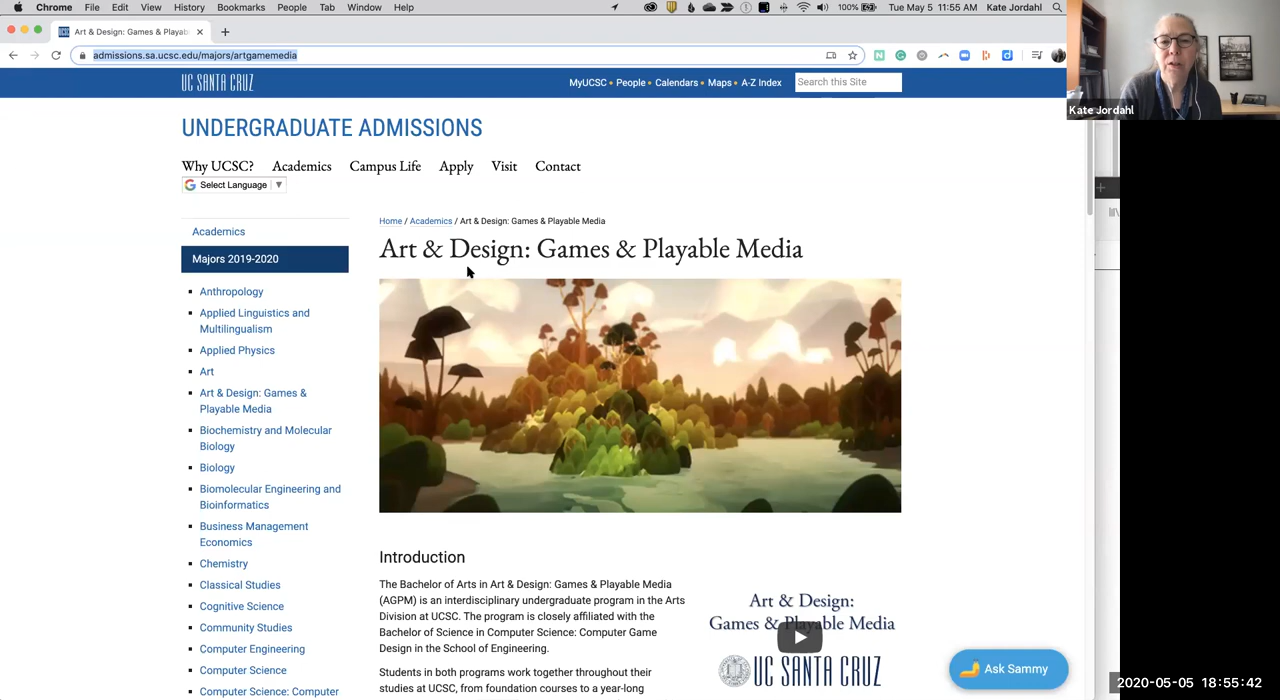 Chrome File Edit View History Bookmarks People Tab Window Help 100% Tue May 5 11:55 AM Kate Jordahl
Art & Design: Games & Playab
admissions.sa.ucsc.edu/majors/artgamemedia
Kate Jordahl
UC SANTA CRUZ
MyUCSC • People • Calendars • Maps • A-Z Index
Search this Site
UNDERGRADUATE ADMISSIONS
Why UCSC? Academics Campus Life Apply Visit Contact
Select Language
Academics
Majors 2019-2020
Anthropology
Applied Linguistics and
Multilingualism
Applied Physics
Art
Art & Design: Games &
Playable Media
Biochemistry and Molecular
Biology
Biology
Biomolecular Engineering and
Bioinformatics
Business Management
Economics
Chemistry
Classical Studies
Cognitive Science
Community Studies
Computer Engineering
Computer Science
Computer Science: Computer
Home / Academics / Art & Design: Games & Playable Media
Art & Design: Games & Playable Media
Introduction
The Bachelor of Arts in Art & Design: Games & Playable Media
(AGPM) is an interdisciplinary undergraduate program in the Arts
Division at UCSC. The program is closely affiliated with the
Bachelor of Science in Computer Science: Computer Game
Design in the School of Engineering.
Students in both programs work together throughout their
studies at UCSC, from foundation courses to a year-long
Art & Design:
Games & Playable Media
UC SANTA CRUZ
Ask Sammy
2020-05-05 18:55:42